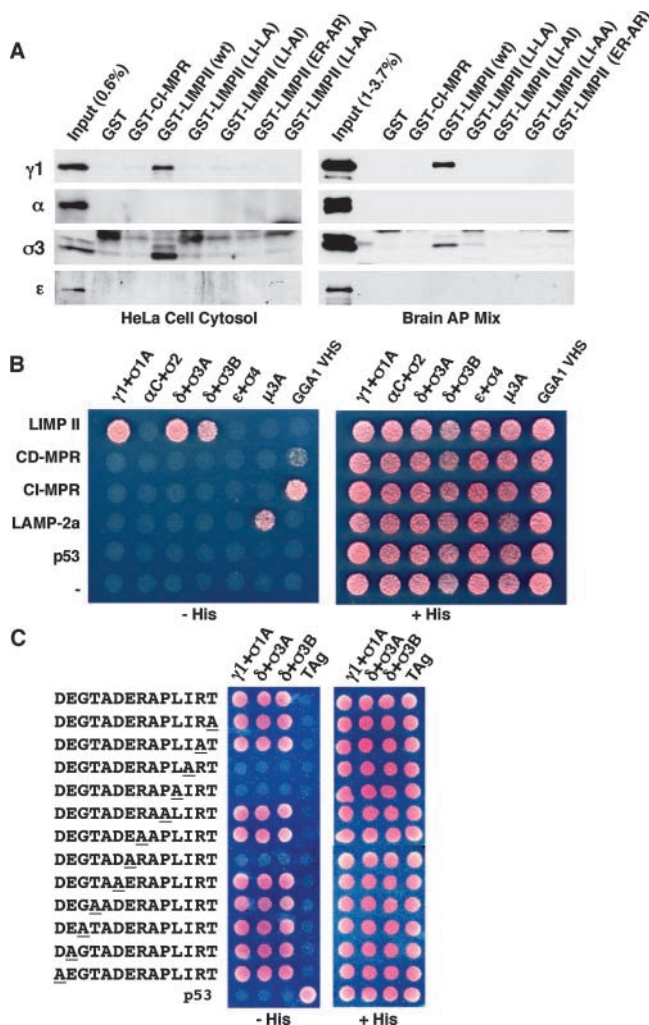 A
Input (0.6%)
GST
GST-CI-MPR
GST-LIMPII (wt)
GST-LIMPII (LI-LA)
GST-LIMPII (LI-AI)
GST-LIMPII (ER-AR)
GST-LIMPII (LI-AA)
Input (1-3.7%)
GST
GST-CI-MPR
GST-LIMPII (wt)
GST-LIMPII (LI-LA)
GST-LIMPII (LI-AI)
GST-LIMPII (LI-AA)
GST-LIMPII (ER-AR)
γ1
α
σ3
ε
HeLa Cell Cytosol
Brain AP Mix
B
γ1+σ1A
αC+σ2
δ+σ3A
δ+σ3B
ε+σ4
μ3A
GGA1 VHS
γ1+σ1A
αC+σ2
δ+σ3A
δ+σ3B
ε+σ4
μ3A
GGA1 VHS
LIMP II
CD-MPR
CI-MPR
LAMP-2a
p53
-
- His
+ His
C
γ1+σ1A
δ+σ3A
δ+σ3B
TAg
γ1+σ1A
δ+σ3A
δ+σ3B
TAg
DEGTADERAPLIRT
DEGTADERAPLIRA
DEGTADERAPLIAT
DEGTADERAPLART
DEGTADERAPAIRT
DEGTADERAALIRT
DEGTADEAAPLIRT
DEGTADARAPLIRT
DEGTAAERAPLIRT
DEGAADERAPLIRT
DEATADERAPLIRT
DAGTADERAPLIRT
AEGTADERAPLIRT
p53
- His
+ His